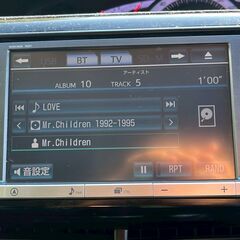 USB BT TV M
アーティスト
ALBUM 10 TRACK 5 1'00"
LOVE
Mr.Children 1992-1995
Mr.Children
音設定 RPT RAND
A